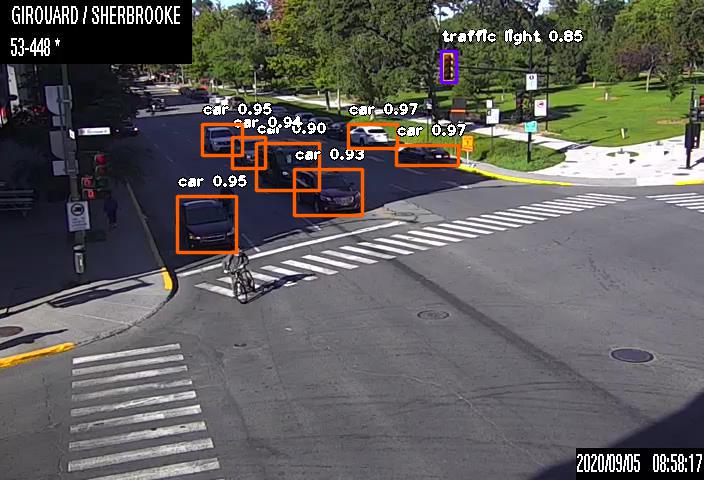 GIROUARD / SHERBROOKE
53-448 *
traffic light 0.85
car 0.95
car 0.94
car 0.90
car 0.97
car 0.97
car 0.93
car 0.95
2020/09/05 08:58:17